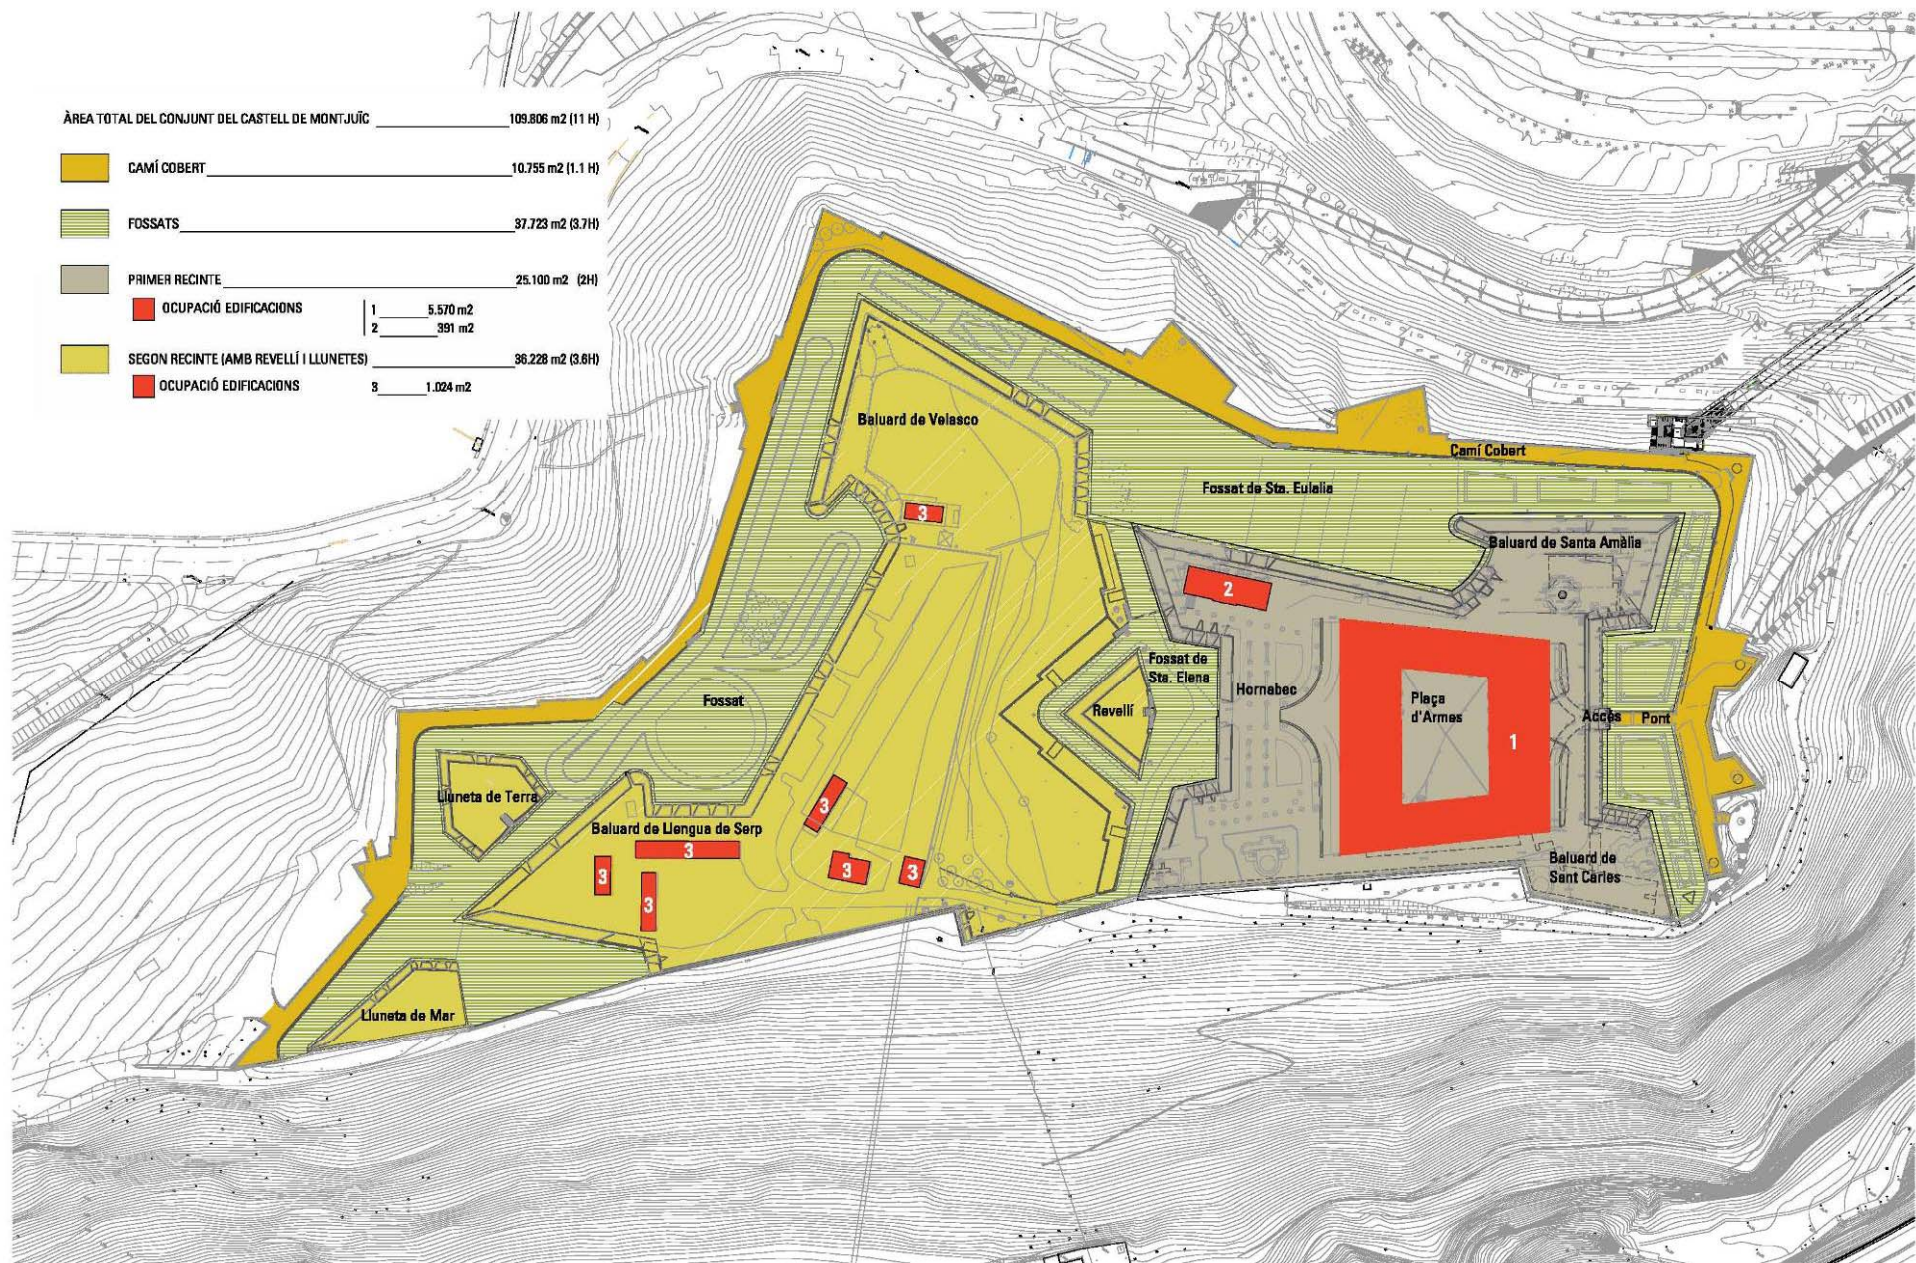 ÀREA TOTAL DEL CONJUNT DEL CASTELL DE MONTJUÏC 109.806 m2 (11 H)
CAMÍ COBERT 10.755 m2 (1.1 H)
FOSSATS 37.723 m2 (3.7H)
PRIMER RECINTE 25.100 m2 (2H)
OCUPACIÓ EDIFICACIONS 1 5.570 m2
2 391 m2
SEGON RECINTE (AMB REVELLÍ I LLUNETES) 36.228 m2 (3.6H)
OCUPACIÓ EDIFICACIONS 3 1.024 m2
Baluard de Velasco
Camí Cobert
Fossat de Sta. Eulalia
3
Baluard de Santa Amàlia
2
Fossat de
Sta. Elena
Hornabec
Fossat
Revellí
Plaça
d'Armes
Accès
Pont
1
Lluneta de Terra
3
Baluard de Llengua de Serp
3
3
3
3
3
Baluard de
Sant Carles
Lluneta de Mar